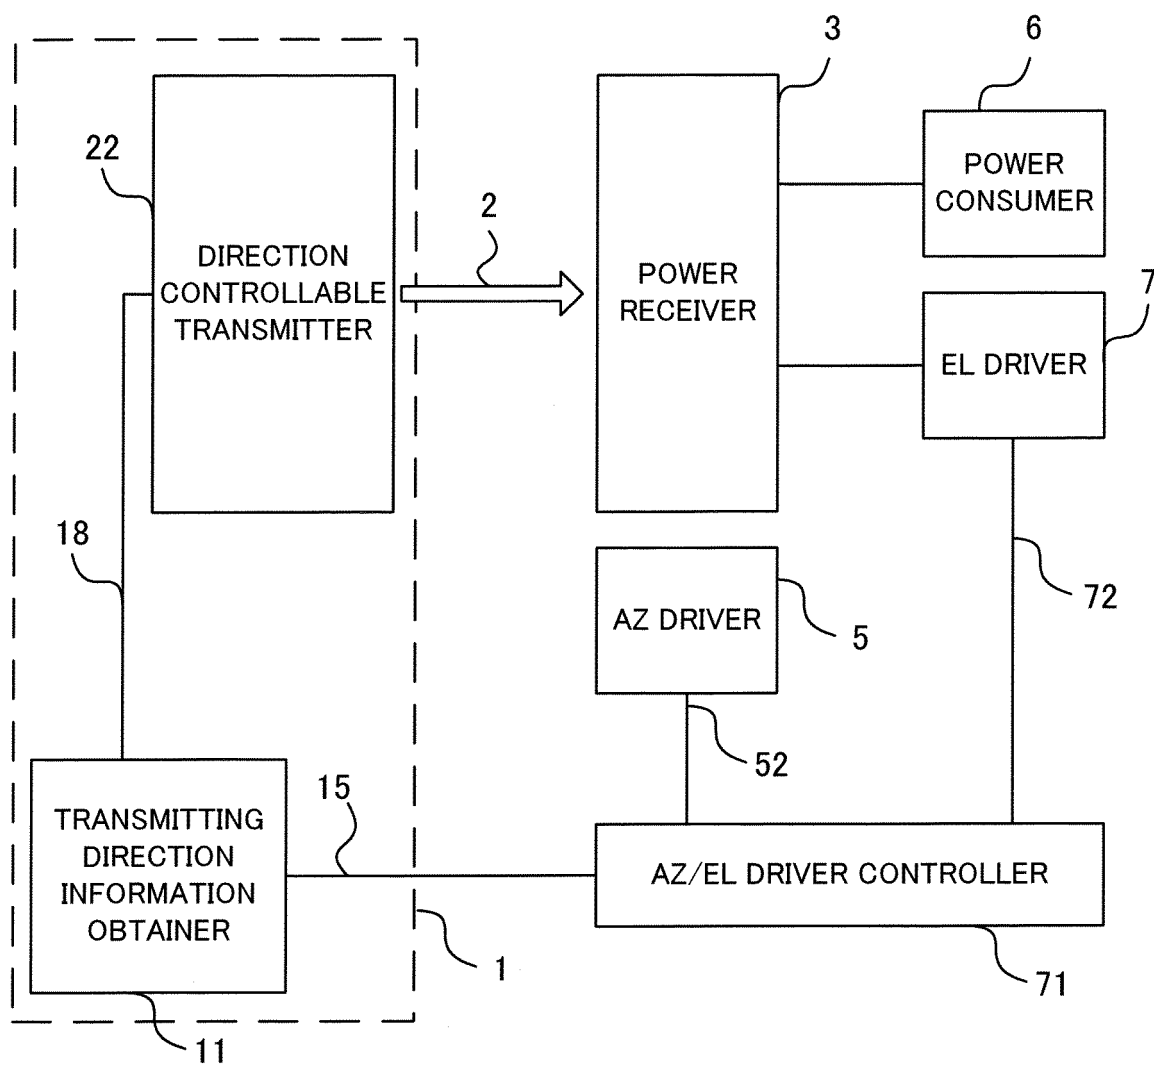 3
6
22
DIRECTION
CONTROLLABLE
TRANSMITTER
2
POWER
RECEIVER
POWER
CONSUMER
7
EL DRIVER
18
AZ DRIVER
5
72
52
TRANSMITTING
DIRECTION
INFORMATION
OBTAINER
15
AZ/EL DRIVER CONTROLLER
1
71
11